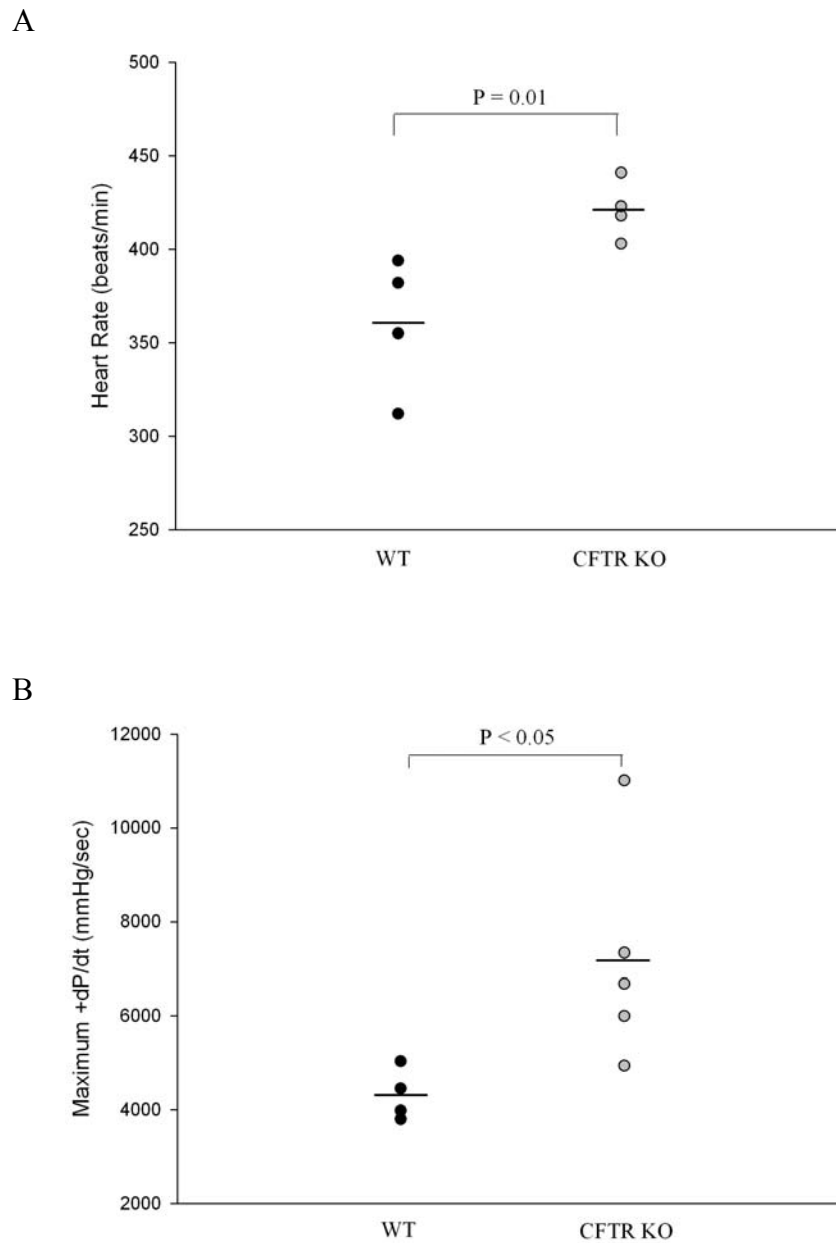 A
500
450
400
350
300
250
Heart Rate (beats/min)
P = 0.01
WT
CFTR KO
B
12000
10000
8000
6000
4000
2000
Maximum +dP/dt (mmHg/sec)
P < 0.05
WT
CFTR KO